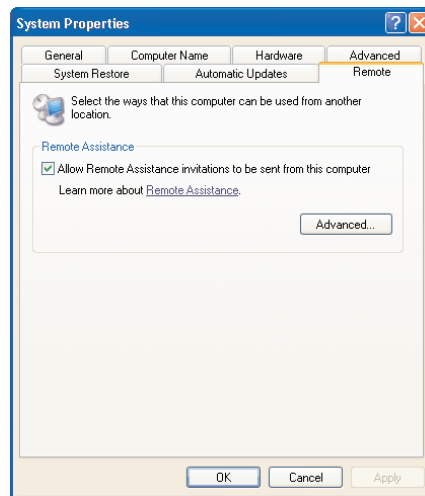 System Properties
General Computer Name Hardware Advanced
System Restore Automatic Updates Remote
Select the ways that this computer can be used from another
location.
Remote Assistance
Allow Remote Assistance invitations to be sent from this computer
Learn more about Remote Assistance.
Advanced...
OK Cancel Apply